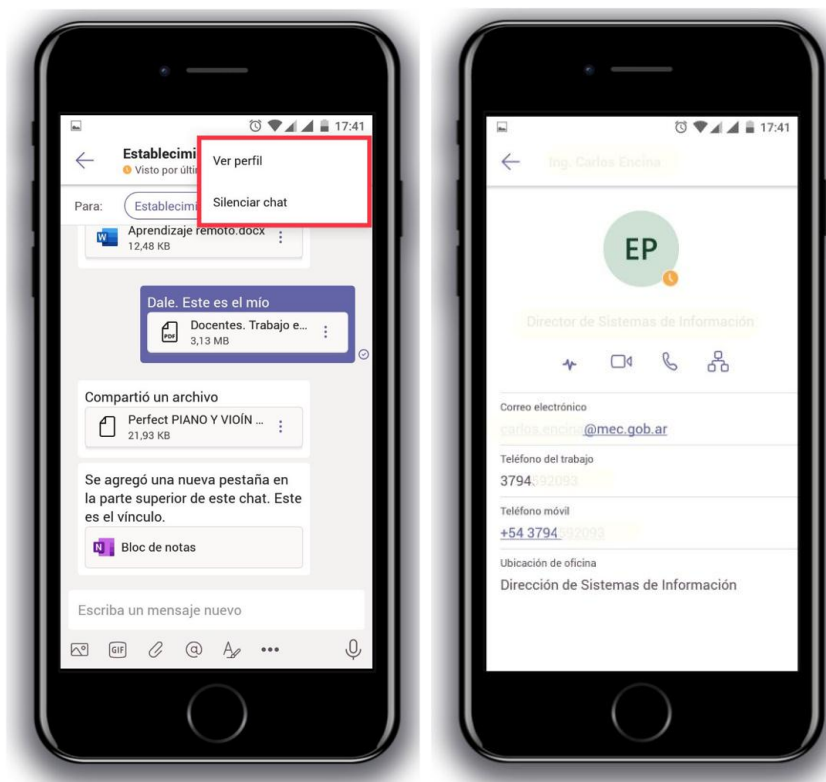 17:41
Establecimi
Visto por últi
Ver perfil
Silenciar chat
Para:
Establecimi
Aprendizaje remoto.docx
12,48 KB
Dale. Este es el mío
PDF
Docentes. Trabajo e...
3,13 MB
Compartió un archivo
Perfect PIANO Y VIOÍN ...
21,93 KB
Se agregó una nueva pestaña en
la parte superior de este chat. Este
es el vínculo.
N
Bloc de notas
Escriba un mensaje nuevo
GIF
17:41
EP
Director de Sistemas de Información
Correo electrónico
@mec.gob.ar
Teléfono del trabajo
3794
Teléfono móvil
+54 3794
Ubicación de oficina
Dirección de Sistemas de Información